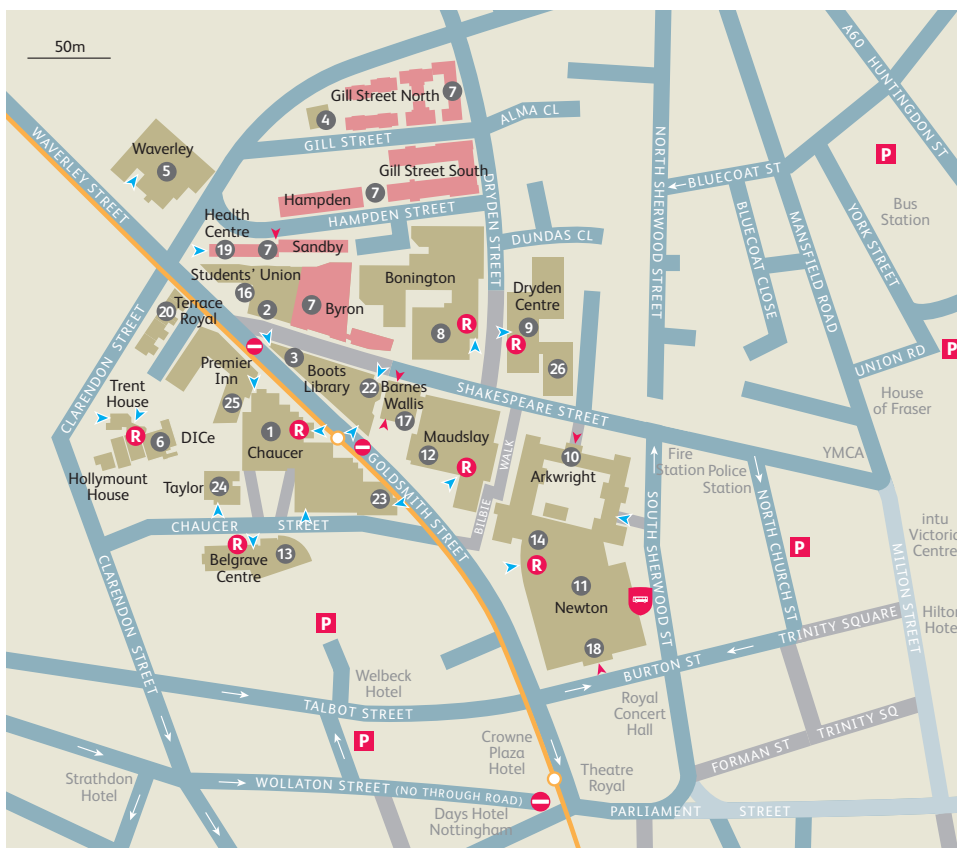 50m
A60 HUNTINGDON ST
Gill Street North
7
4
ALMA CL
GILL STREET
WAVERLEY STREET
Waverley
5
Gill Street South
7
DRYDEN STREET
NORTH SHERWOOD STREET
BLUECOAT ST
P
Hampden
HAMPDEN STREET
Bus
Station
Health
Centre
19
7
Sandby
DUNDAS CL
BLUECOAT CLOSE
MANSFIELD ROAD
YORK STREET
Students' Union
16
2
7
Byron
Bonington
8
R
Dryden
Centre
9
R
20
Terrace
Royal
CLARENDON STREET
3
Boots
Library
22
Barnes
Wallis
17
26
SHAKESPEARE STREET
UNION RD
P
House
of Fraser
Premier
Inn
25
Trent
House
R
6
DICe
Hollymount
House
1
Chaucer
R
Maudslay
12
R
WALK
BILBIE
10
Arkwright
Fire
Station
Police
Station
YMCA
GOLDSMITH STREET
Taylor
24
23
CHAUCER STREET
R
Belgrave
Centre
13
14
R
11
Newton
18
SOUTH SHERWOOD ST
NORTH CHURCH ST
P
intu
Victoria
Centre
MILTON STREET
Hilton
Hote
CLARENDON STREET
P
Welbeck
Hotel
TALBOT STREET
BURTON ST
TRINITY SQUARE
Royal
Concert
Hall
TRINITY SQ
FORMAN ST
P
Crowne
Plaza
Hotel
Theatre
Royal
Strathdon
Hotel
WOLLATON STREET (NO THROUGH ROAD)
Days Hotel
Nottingham
PARLIAMENT STREET